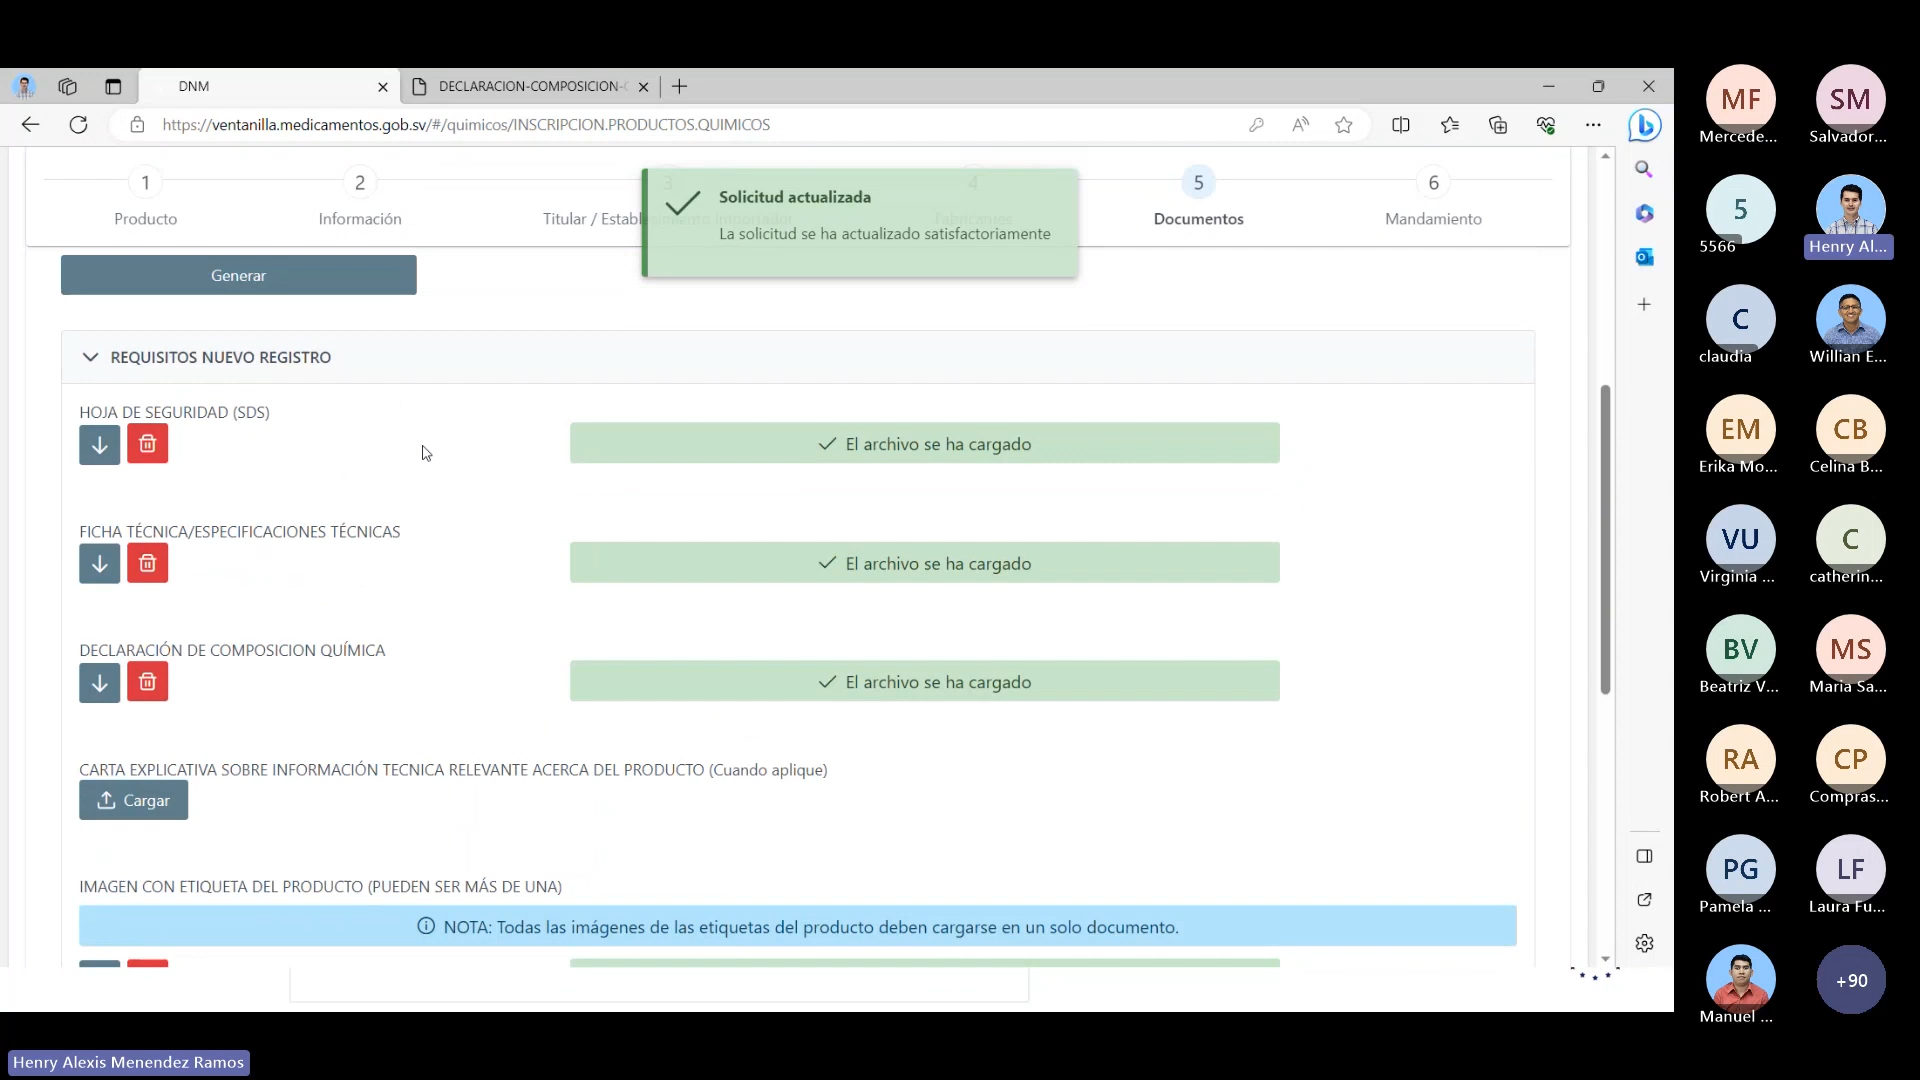 DNM
DECLARACION-COMPOSICION-
https://ventanilla.medicamentos.gob.sv/#/quimicos/INSCRIPCION.PRODUCTOS.QUIMICOS
1
Producto
2
Información
3
Titular / Establecimiento Importador
4
Fabricantes
5
Documentos
6
Mandamiento
Solicitud actualizada
La solicitud se ha actualizado satisfactoriamente
Generar
REQUISITOS NUEVO REGISTRO
HOJA DE SEGURIDAD (SDS)
El archivo se ha cargado
FICHA TÉCNICA/ESPECIFICACIONES TÉCNICAS
El archivo se ha cargado
DECLARACIÓN DE COMPOSICION QUÍMICA
El archivo se ha cargado
CARTA EXPLICATIVA SOBRE INFORMACIÓN TECNICA RELEVANTE ACERCA DEL PRODUCTO (Cuando aplique)
Cargar
IMAGEN CON ETIQUETA DEL PRODUCTO (PUEDEN SER MÁS DE UNA)
NOTA: Todas las imágenes de las etiquetas del producto deben cargarse en un solo documento.
MF
Mercede...
SM
Salvador...
5
5566
Henry Al...
C
claudia
Willian E...
EM
Erika Mo...
CB
Celina B...
VU
Virginia ...
C
catherin...
BV
Beatriz V...
MS
Maria Sa...
RA
Robert A...
CP
Compras...
PG
Pamela ...
LF
Laura Fu...
Manuel ...
+90
Henry Alexis Menendez Ramos